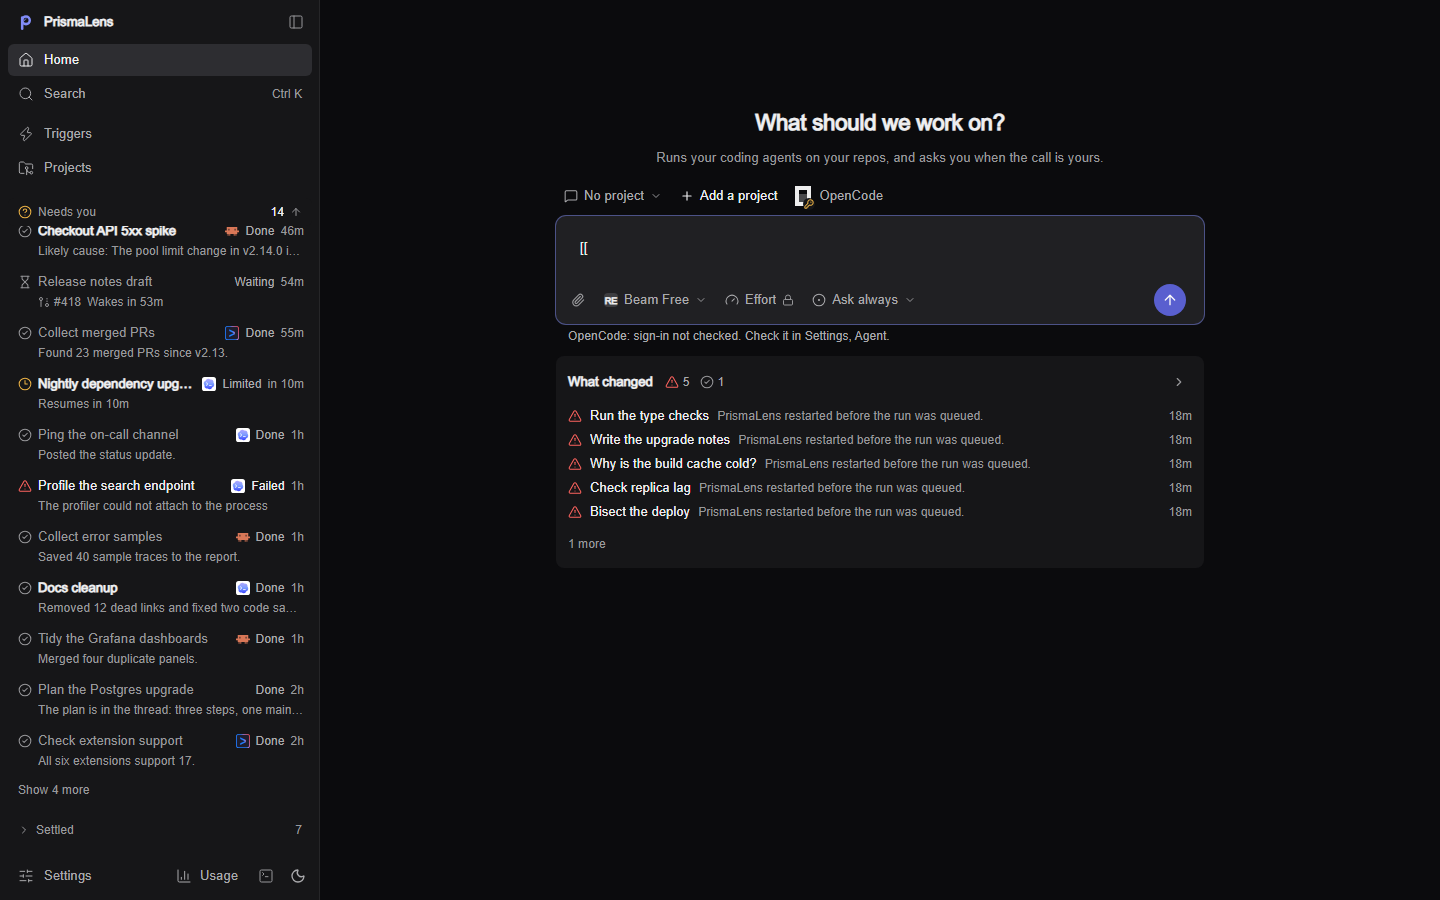 PrismaLens
Home
Search Ctrl K
Triggers
Projects
Needs you 14
Checkout API 5xx spike Done 46m
Likely cause: The pool limit change in v2.14.0 i...
Release notes draft Waiting 54m
#418 Wakes in 53m
Collect merged PRs Done 55m
Found 23 merged PRs since v2.13.
Nightly dependency upg... Limited in 10m
Resumes in 10m
Ping the on-call channel Done 1h
Posted the status update.
Profile the search endpoint Failed 1h
The profiler could not attach to the process
Collect error samples Done 1h
Saved 40 sample traces to the report.
Docs cleanup Done 1h
Removed 12 dead links and fixed two code sa...
Tidy the Grafana dashboards Done 1h
Merged four duplicate panels.
Plan the Postgres upgrade Done 2h
The plan is in the thread: three steps, one main...
Check extension support Done 2h
All six extensions support 17.
Show 4 more
Settled 7
Settings Usage
What should we work on?
Runs your coding agents on your repos, and asks you when the call is yours.
No project + Add a project OpenCode
[[
RE Beam Free Effort Ask always
OpenCode: sign-in not checked. Check it in Settings, Agent.
What changed 5 1
Run the type checks PrismaLens restarted before the run was queued. 18m
Write the upgrade notes PrismaLens restarted before the run was queued. 18m
Why is the build cache cold? PrismaLens restarted before the run was queued. 18m
Check replica lag PrismaLens restarted before the run was queued. 18m
Bisect the deploy PrismaLens restarted before the run was queued. 18m
1 more